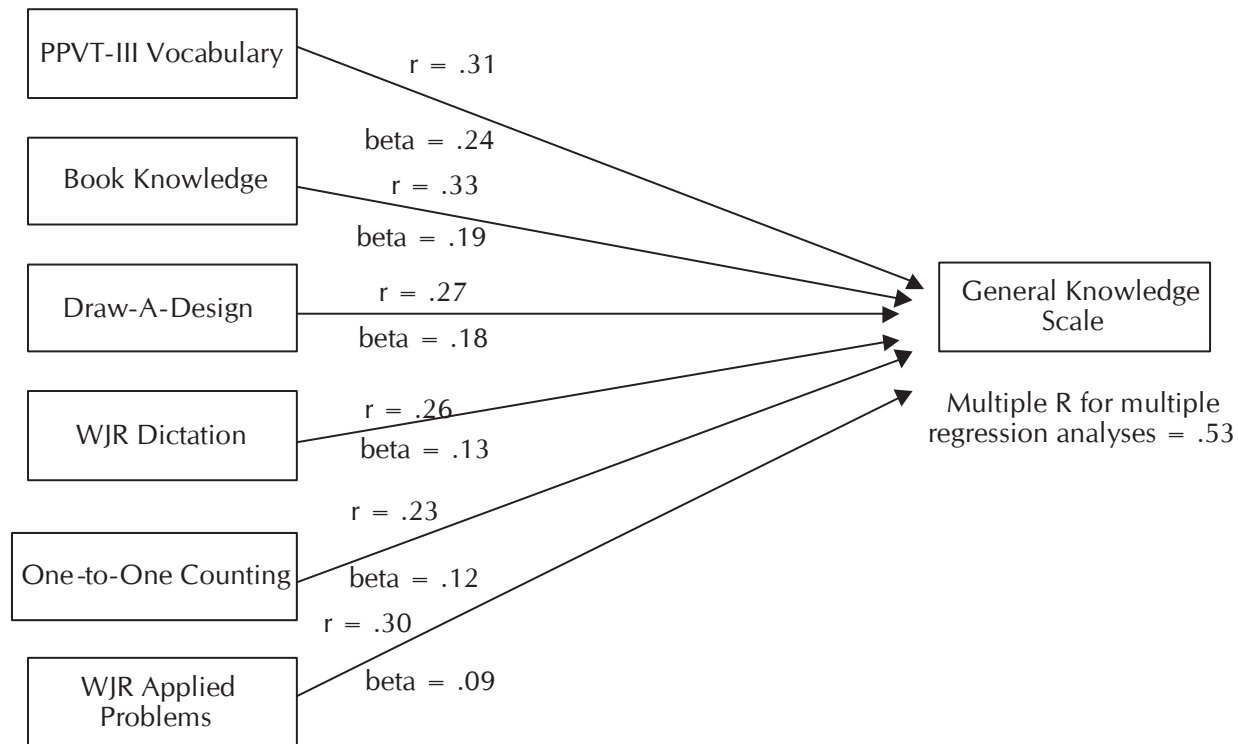 PPVT-III Vocabulary
r = .31
beta = .24
Book Knowledge
r = .33
beta = .19
Draw-A-Design
r = .27
beta = .18
WJR Dictation
r = .26
beta = .13
One-to-One Counting
r = .23
beta = .12
WJR Applied
Problems
r = .30
beta = .09
General Knowledge
Scale
Multiple R for multiple
regression analyses = .53